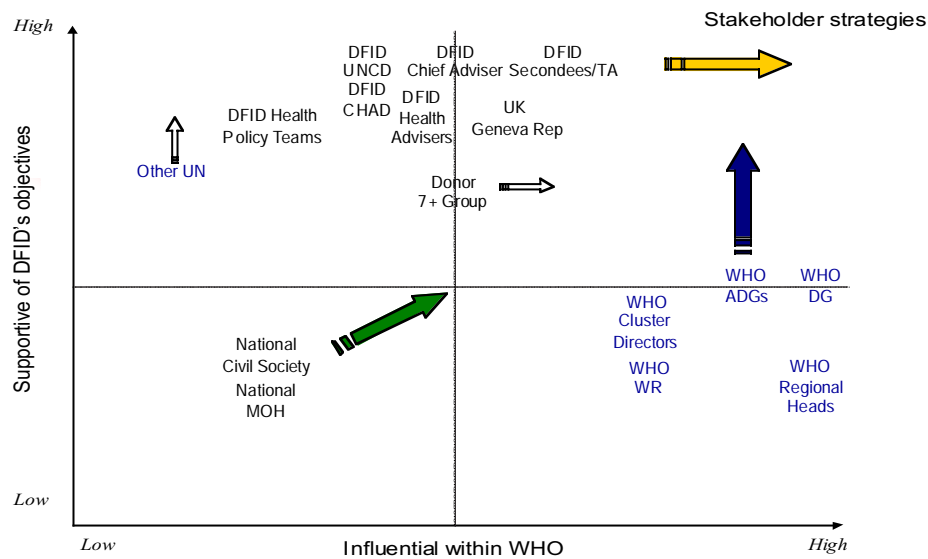 Stakeholder strategies
High
Supportive of DFID's objectives
Low
DFID
UNCD
DFID
CHAD
DFID
Chief Adviser
DFID
Secondees/TA
DFID Health
Policy Teams
DFID
Health
Advisers
UK
Geneva Rep
Other UN
Donor
7+ Group
WHO
ADGs
WHO
DG
WHO
Cluster
Directors
National
Civil Society
National
MOH
WHO
WR
WHO
Regional
Heads
Low
Influential within WHO
High